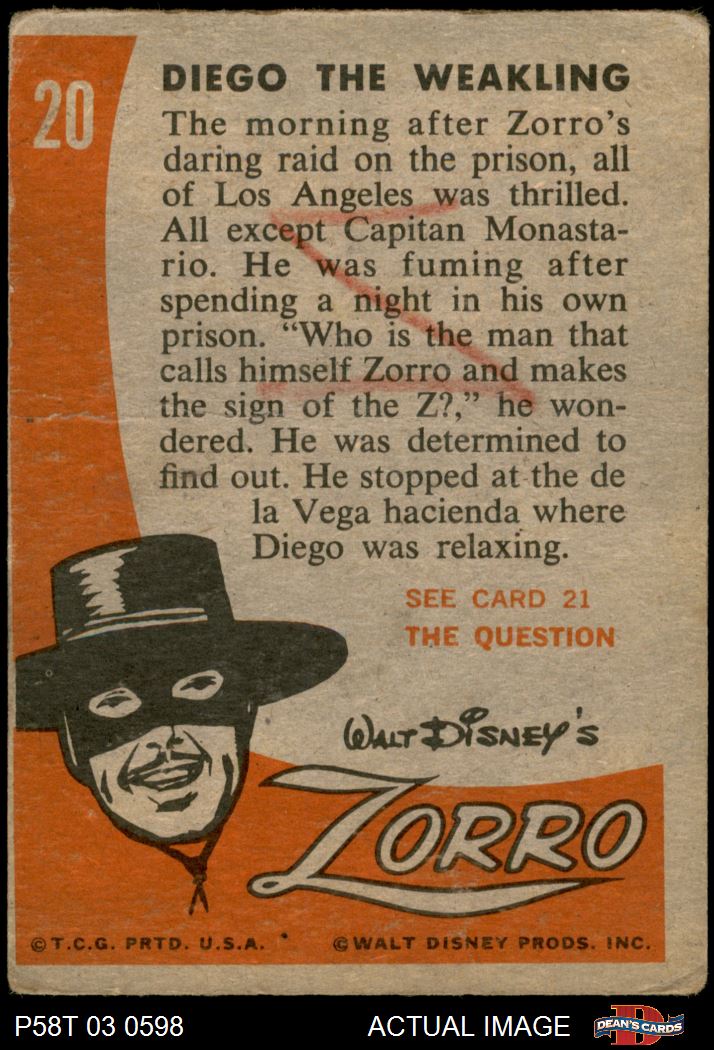 20
DIEGO THE WEAKLING
The morning after Zorro's
daring raid on the prison, all
of Los Angeles was thrilled.
All except Capitan Monasta-
rio. He was fuming after
spending a night in his own
prison. “Who is the man that
calls himself Zorro and makes
the sign of the Z?,” he won-
dered. He was determined to
find out. He stopped at the de
la Vega hacienda where
Diego was relaxing.
SEE CARD 21
THE QUESTION
WALT DISNEY'S
ZORRO
©T.C.G. PRTD. U.S.A.
©WALT DISNEY PRODS. INC.
P58T 03 0598
ACTUAL IMAGE
D
DEAN'S CARDS